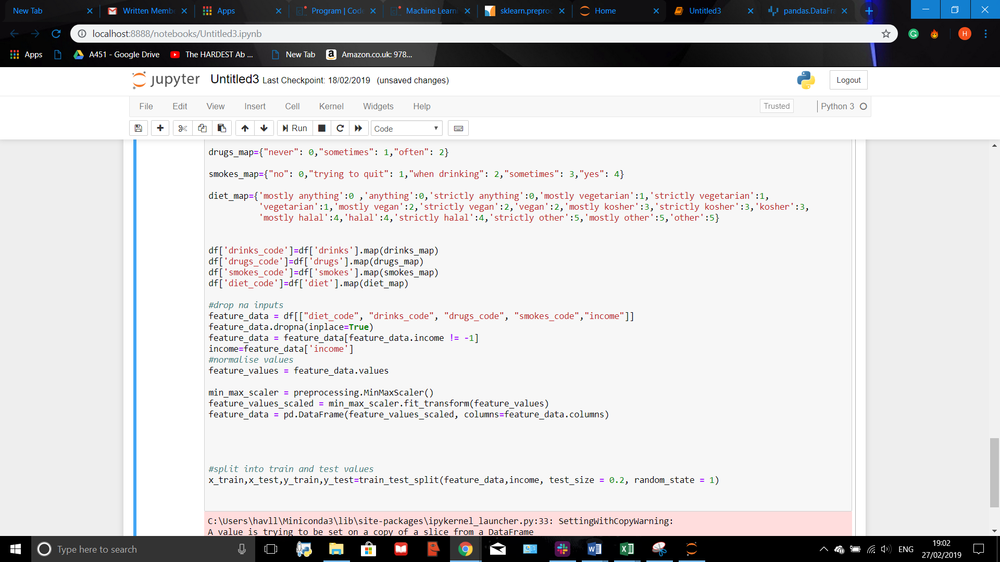 New Tab
Written Memb
Apps
Program | Cod
Machine Learni
sklearn.preproc
Home
Untitled3
pandas.DataFra
localhost:8888/notebooks/Untitled3.ipynb
H
Apps
A451 - Google Drive
The HARDEST Ab ...
New Tab
Amazon.co.uk: 978...
jupyter Untitled3 Last Checkpoint: 18/02/2019 (unsaved changes)
Logout
File Edit View Insert Cell Kernel Widgets Help
Trusted
Python 3
Run
Code
drugs_map={"never": 0,"sometimes": 1,"often": 2}
smokes_map={"no": 0,"trying to quit": 1,"when drinking": 2,"sometimes": 3,"yes": 4}
diet_map={'mostly anything':0 ,'anything':0,'strictly anything':0,'mostly vegetarian':1,'strictly vegetarian':1,
'vegetarian':1,'mostly vegan':2,'strictly vegan':2,'vegan':2,'mostly kosher':3,'strictly kosher':3,'kosher':3,
'mostly halal':4,'halal':4,'strictly halal':4,'strictly other':5,'mostly other':5,'other':5}
df['drinks_code']=df['drinks'].map(drinks_map)
df['drugs_code']=df['drugs'].map(drugs_map)
df['smokes_code']=df['smokes'].map(smokes_map)
df['diet_code']=df['diet'].map(diet_map)
#drop na inputs
feature_data = df[["diet_code", "drinks_code", "drugs_code", "smokes_code","income"]]
feature_data.dropna(inplace=True)
feature_data = feature_data[feature_data.income != -1]
income=feature_data['income']
#normalise values
feature_values = feature_data.values
min_max_scaler = preprocessing.MinMaxScaler()
feature_values_scaled = min_max_scaler.fit_transform(feature_values)
feature_data = pd.DataFrame(feature_values_scaled, columns=feature_data.columns)
#split into train and test values
x_train,x_test,y_train,y_test=train_test_split(feature_data,income, test_size = 0.2, random_state = 1)
C:\Users\havll\Miniconda3\lib\site-packages\ipykernel_launcher.py:33: SettingWithCopyWarning:
A value is trying to be set on a copy of a slice from a DataFrame
Type here to search
ENG
19:02
27/02/2019